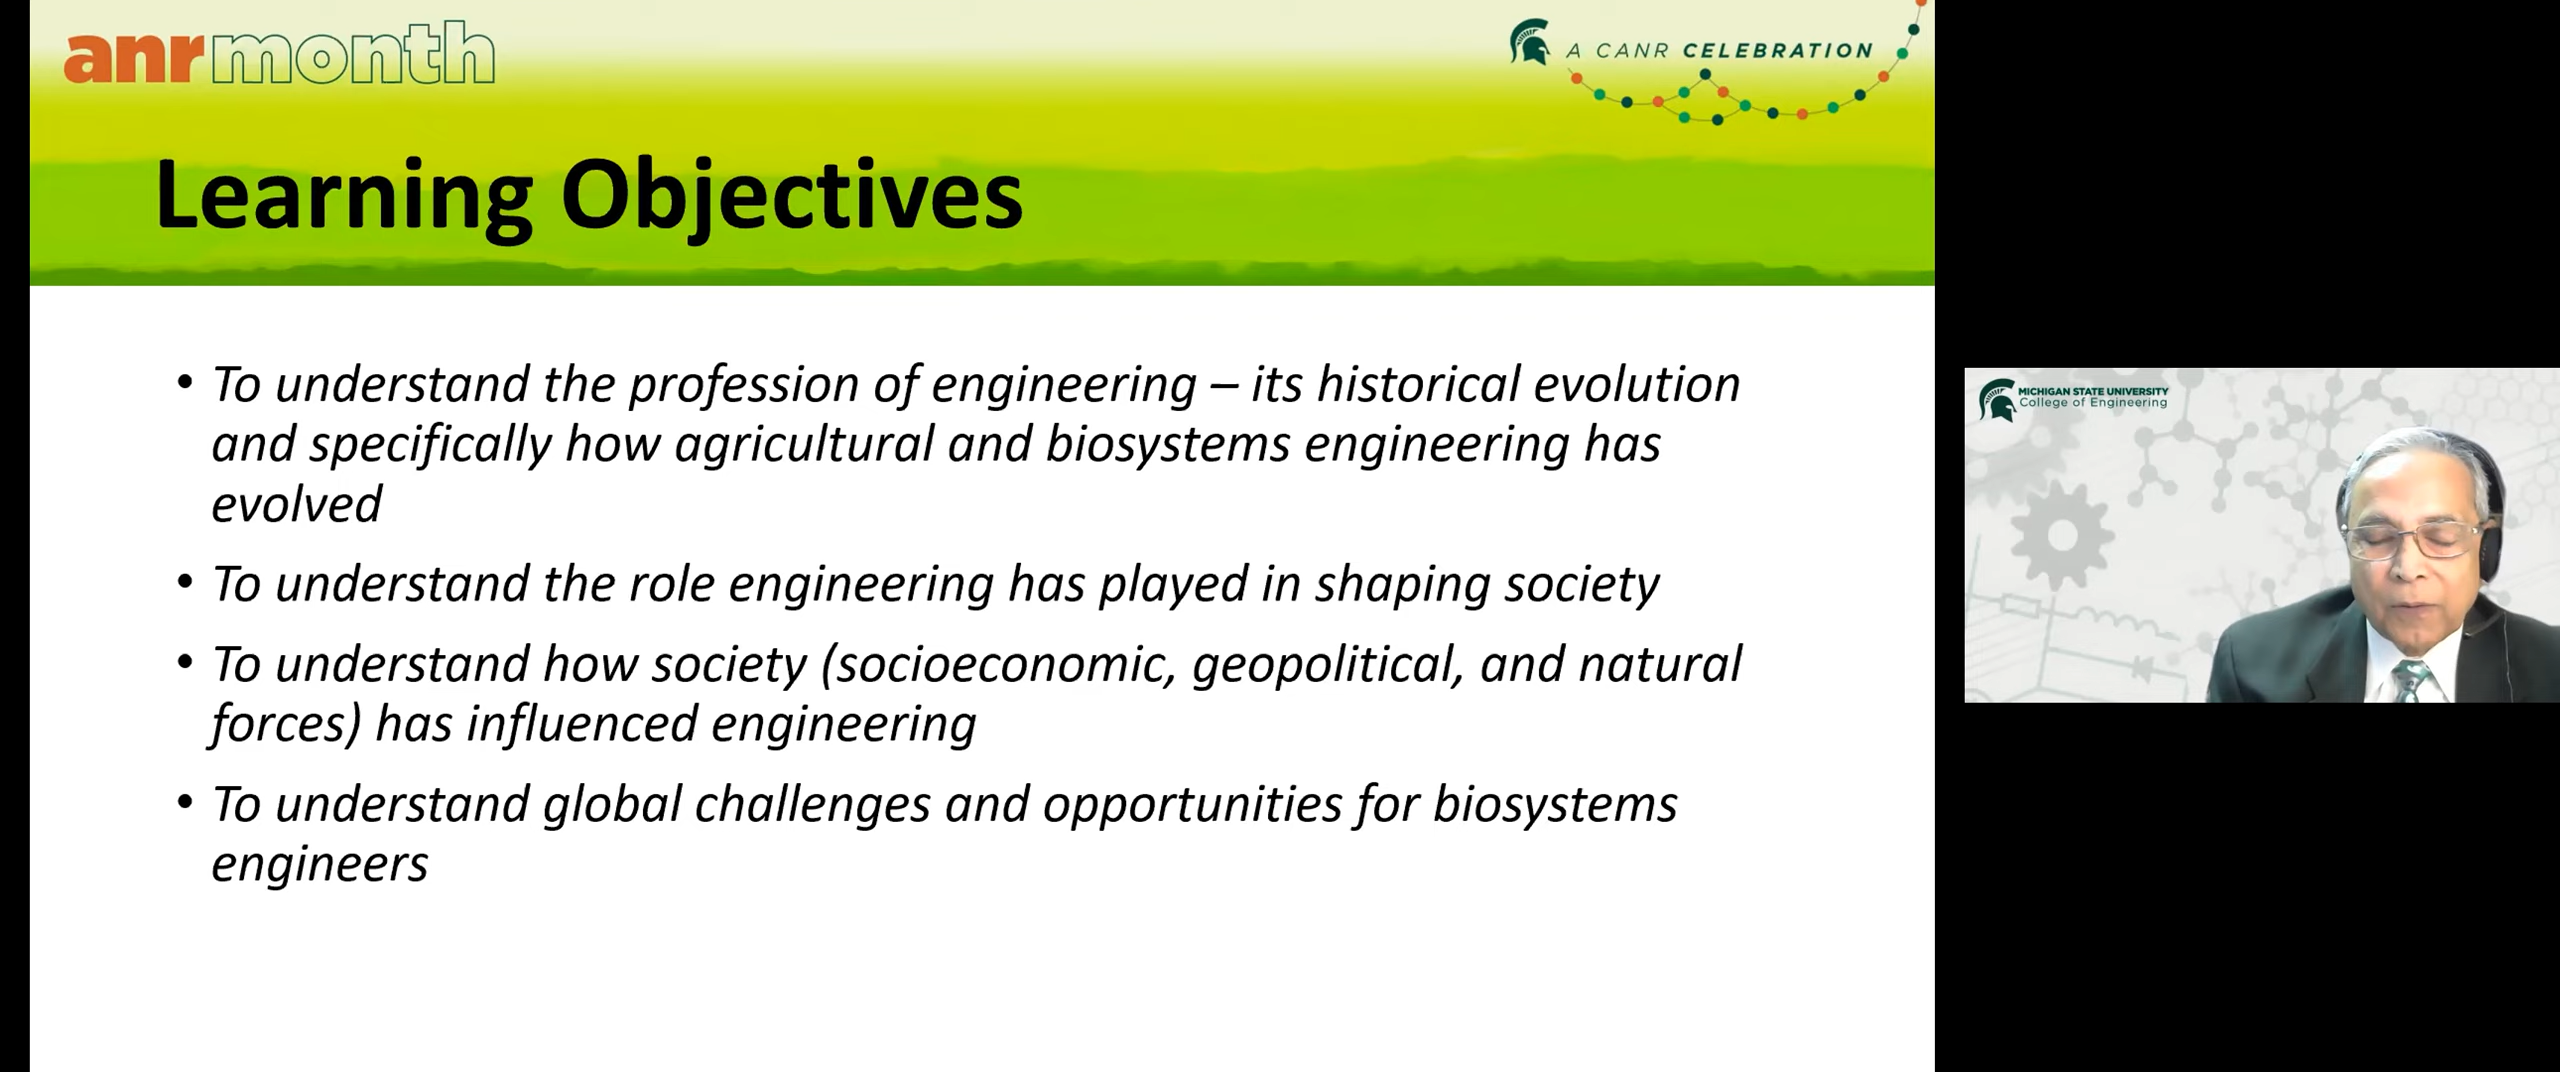 anrmonth
A CANR CELEBRATION
Learning Objectives
• To understand the profession of engineering – its historical evolution
and specifically how agricultural and biosystems engineering has
evolved
• To understand the role engineering has played in shaping society
• To understand how society (socioeconomic, geopolitical, and natural
forces) has influenced engineering
• To understand global challenges and opportunities for biosystems
engineers
MICHIGAN STATE UNIVERSITY
College of Engineering